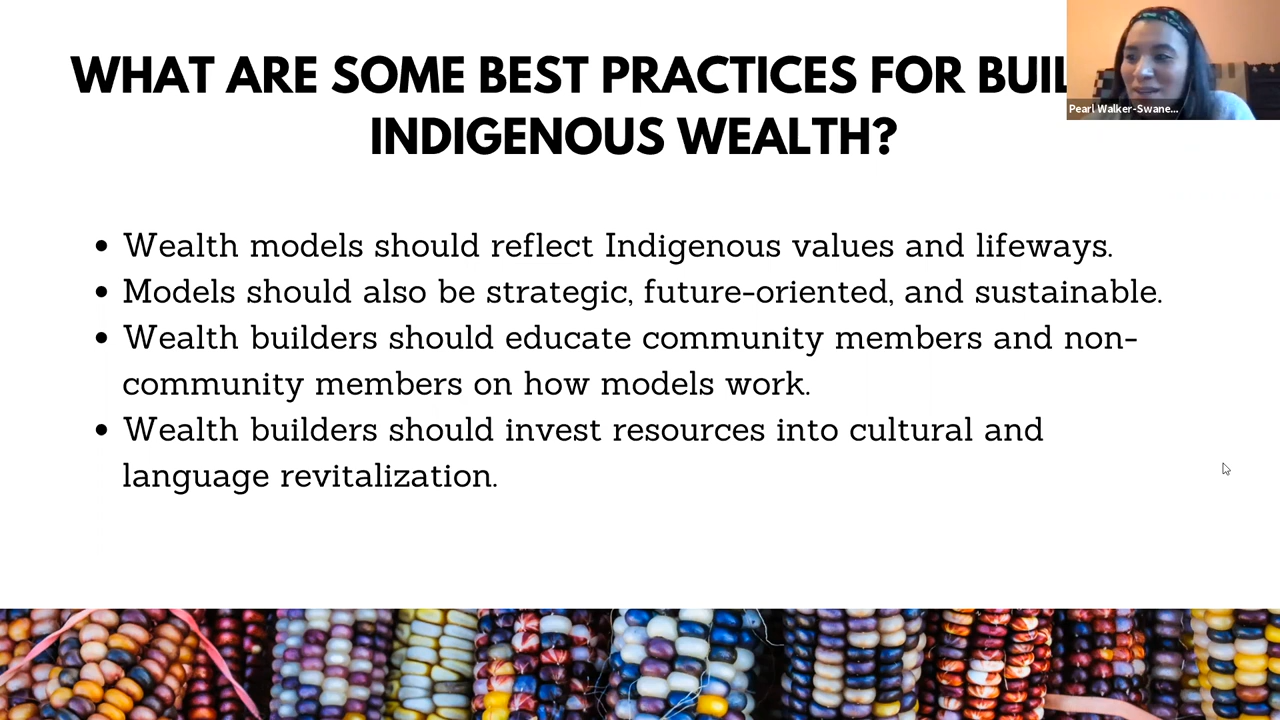 WHAT ARE SOME BEST PRACTICES FOR BUIL
INDIGENOUS WEALTH?
Pearl Walker-Swane...
• Wealth models should reflect Indigenous values and lifeways.
• Models should also be strategic, future-oriented, and sustainable.
• Wealth builders should educate community members and non-
community members on how models work.
• Wealth builders should invest resources into cultural and
language revitalization.